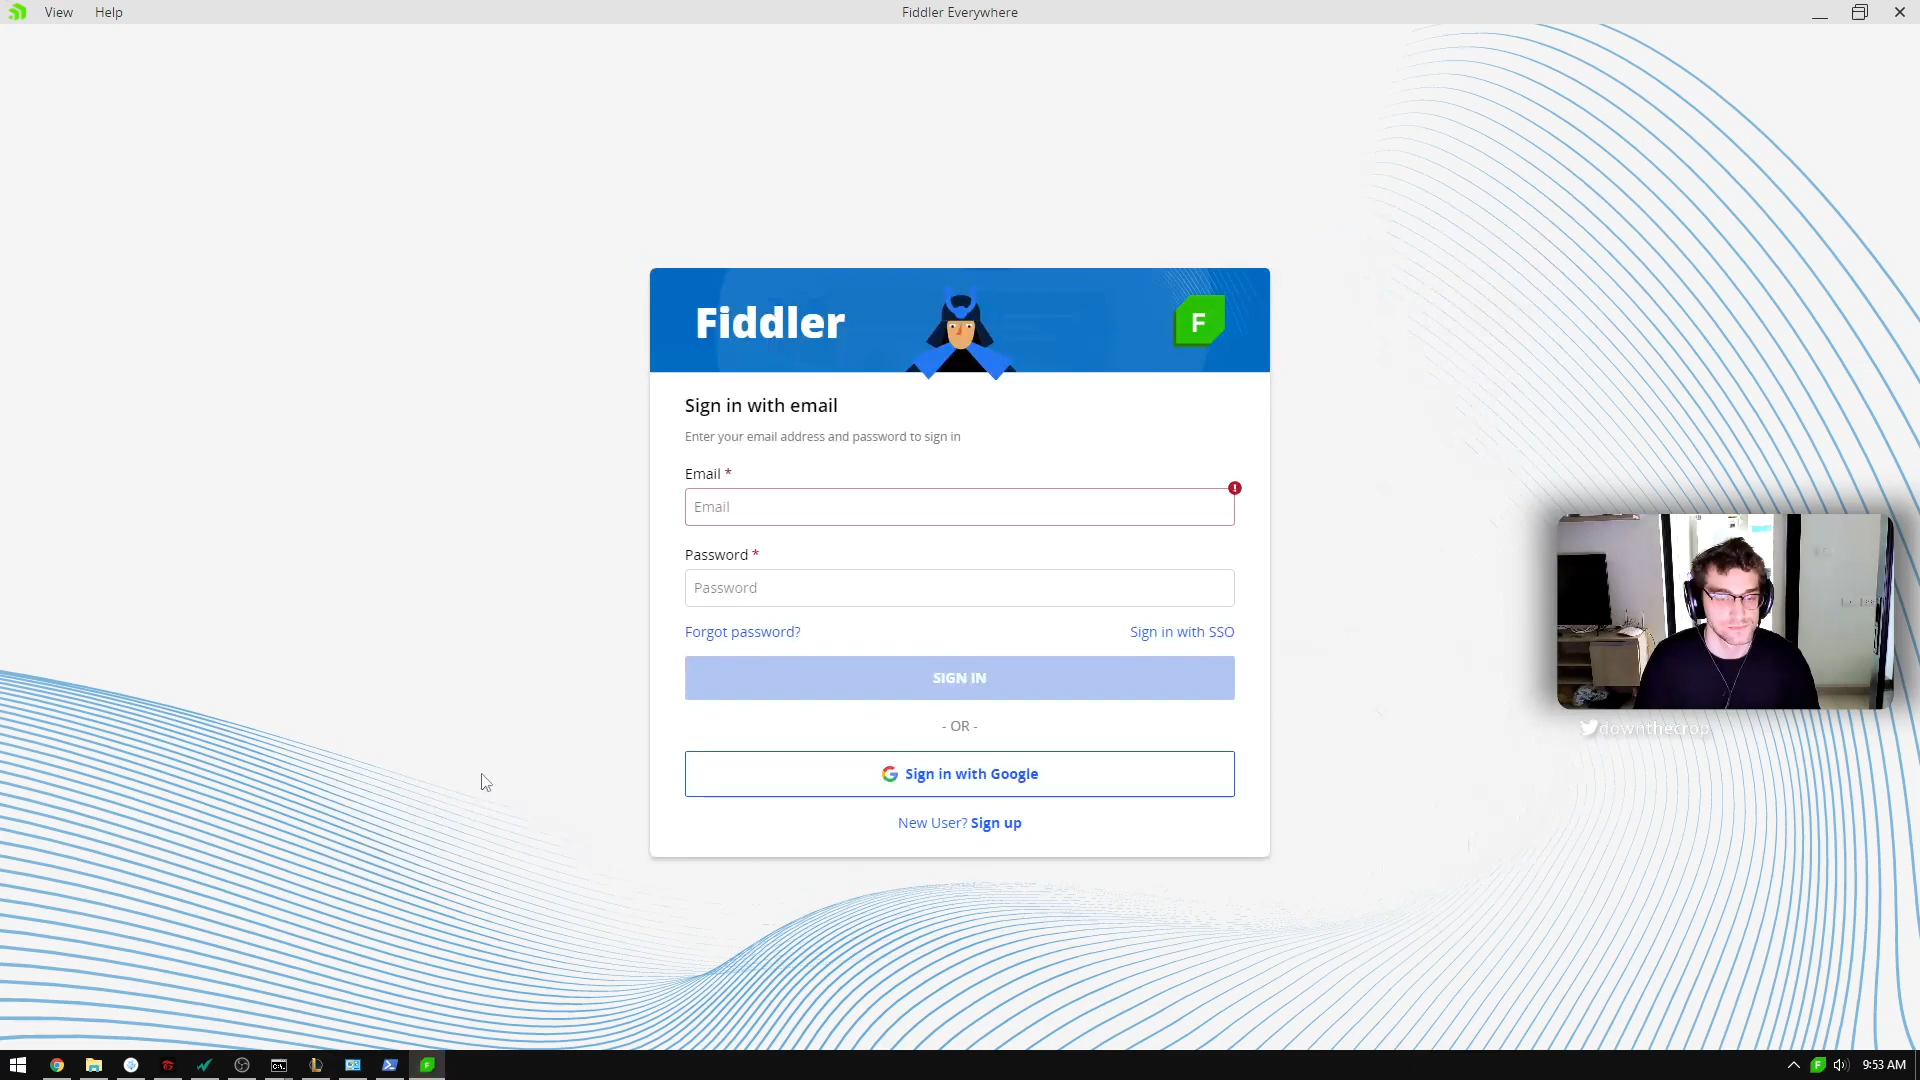 View Help Fiddler Everywhere
Fiddler
F
Sign in with email
Enter your email address and password to sign in
Email *
Email
Password *
Password
Forgot password? Sign in with SSO
SIGN IN
- OR -
Sign in with Google
New User? Sign up
downthecrop
9:53 AM